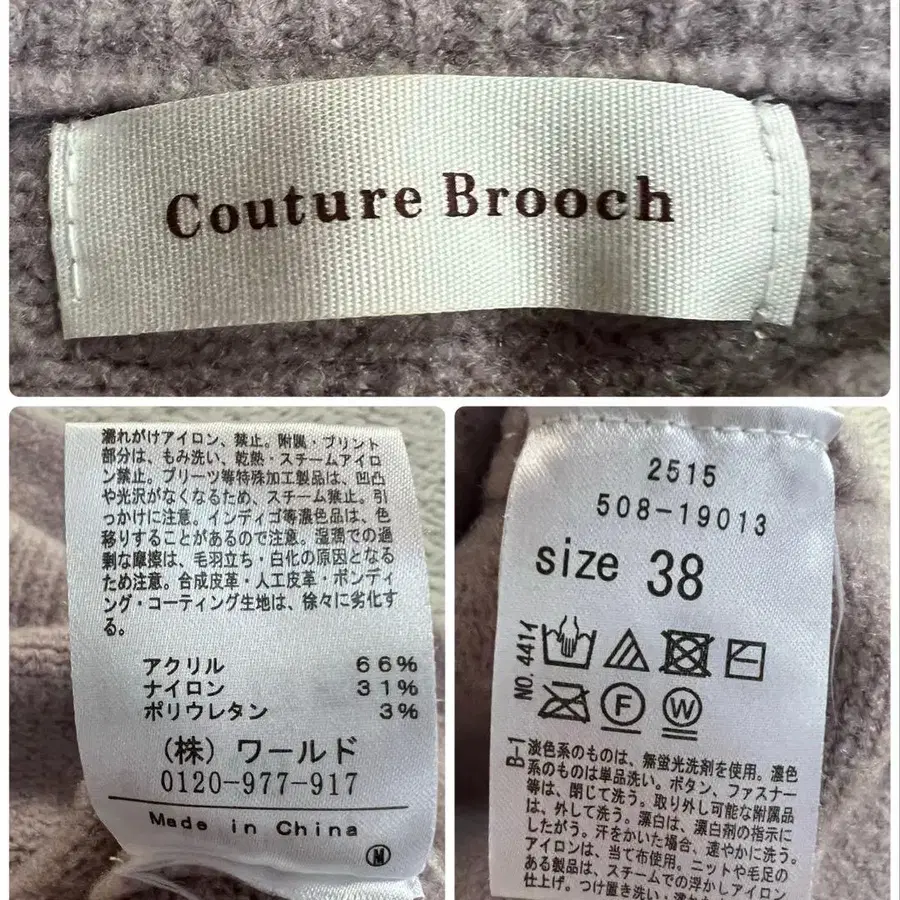 Couture Brooch
濡れがけアイロン、禁止。附属・プリント
部分は、もみ洗い、乾熱・スチームアイロ
ン禁止。プリーツ等特殊加工製品は、凹凸
や光沢がなくなるため、スチーム禁止。引
っかけに注意。インディゴ等濃色品は、色
移りすることがあるので注意。湿潤での過
剰な摩擦は、毛羽立ち・白化の原因となる
ため注意。合成皮革・人工皮革・ボンディ
ング・コーティング生地は、徐々に劣化す
る。
アクリル 66%
ナイロン 31%
ポリウレタン 3%
(株)ワールド
0120-977-917
Made in China
M
2515
508-19013
size 38
NO. 441イ
F
W
B-1
淡色系のものは、無蛍光洗剤を使用。濃色
系のものは単品洗い。ボタン、ファスナー
等は、閉じて洗う。取り外し可能な附属品
は、外して洗う。漂白は、漂白剤の指示に
したがう。汗をかいた場合、速やかに洗う。
アイロンは、当て布使用。ニットや毛足の
ある製品は、スチームでの浮かしアイロン
仕上げ。つけ置き洗い・